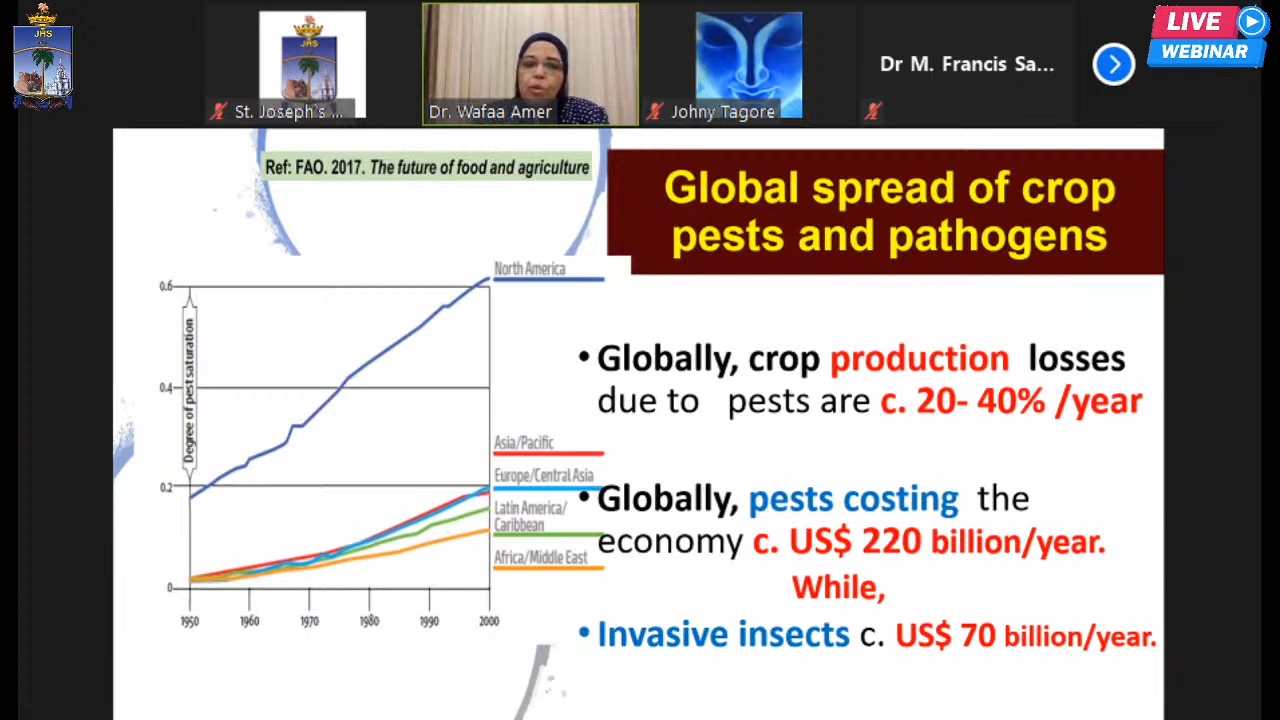 JHS
JHS
LIVE
WEBINAR
St. Joseph's ...
Dr. Wafaa Amer
Johny Tagore
Dr M. Francis Sa...
Ref: FAO. 2017. The future of food and agriculture
Global spread of crop
pests and pathogens
North America
0.6
Degree of pest saturation
0.4
Asia/Pacific
Europe/Central Asia
0.2
Latin America/
Caribbean
Africa/Middle East
0
1950 1960 1970 1980 1990 2000
• Globally, crop production losses
due to pests are c. 20- 40% /year
• Globally, pests costing the
economy c. US$ 220 billion/year.
While,
• Invasive insects c. US$ 70 billion/year.